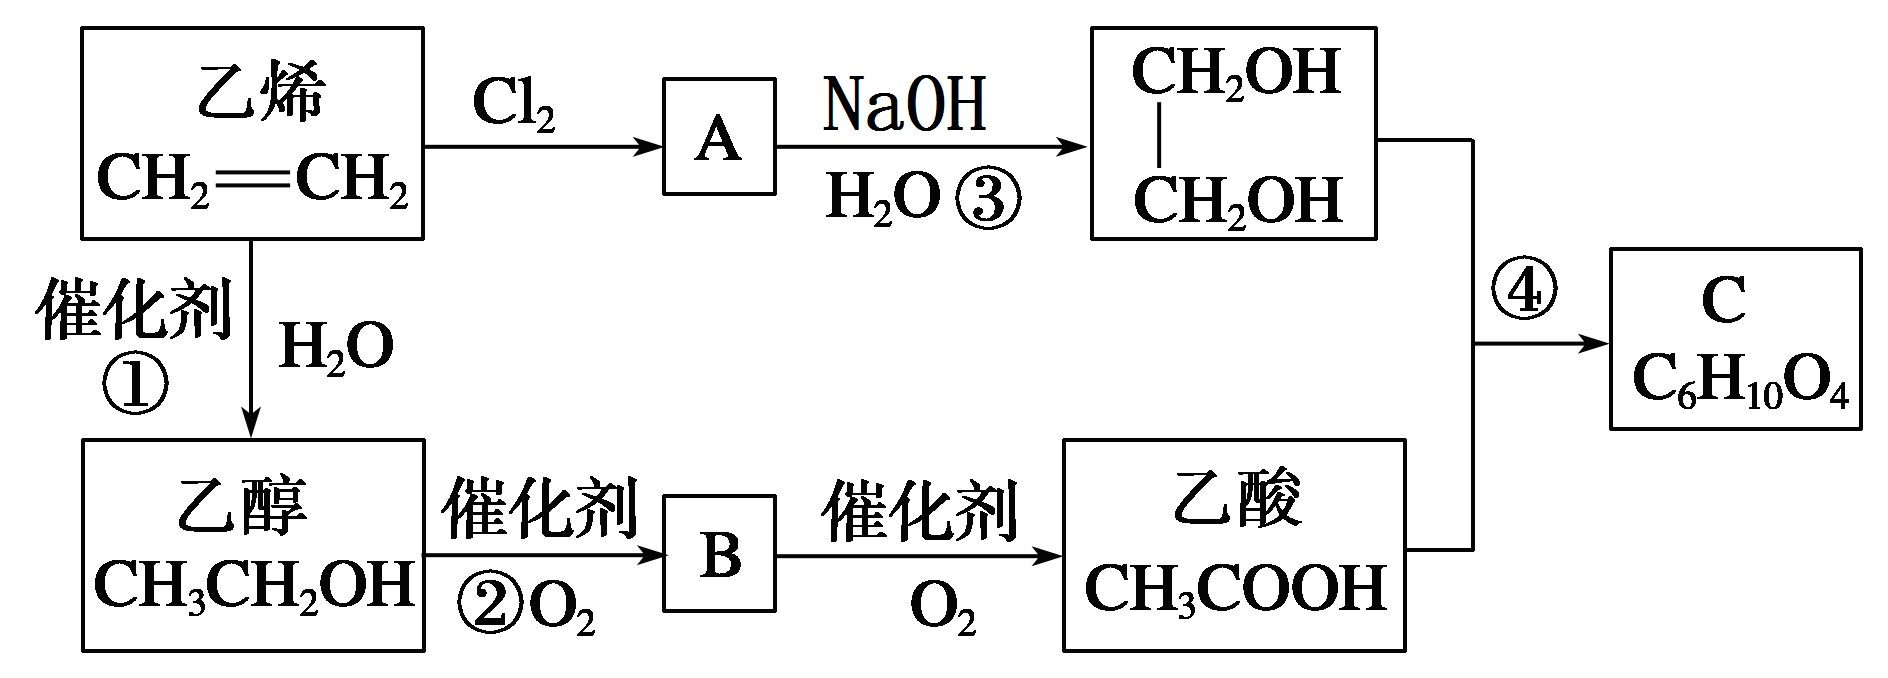 乙烯
CH₂═CH₂
Cl₂
A
NaOH
H₂O ③
CH₂OH
CH₂OH
催化剂
①
H₂O
④
C
C₆H₁₀O₄
乙醇
CH₃CH₂OH
催化剂
②O₂
B
催化剂
O₂
乙酸
CH₃COOH